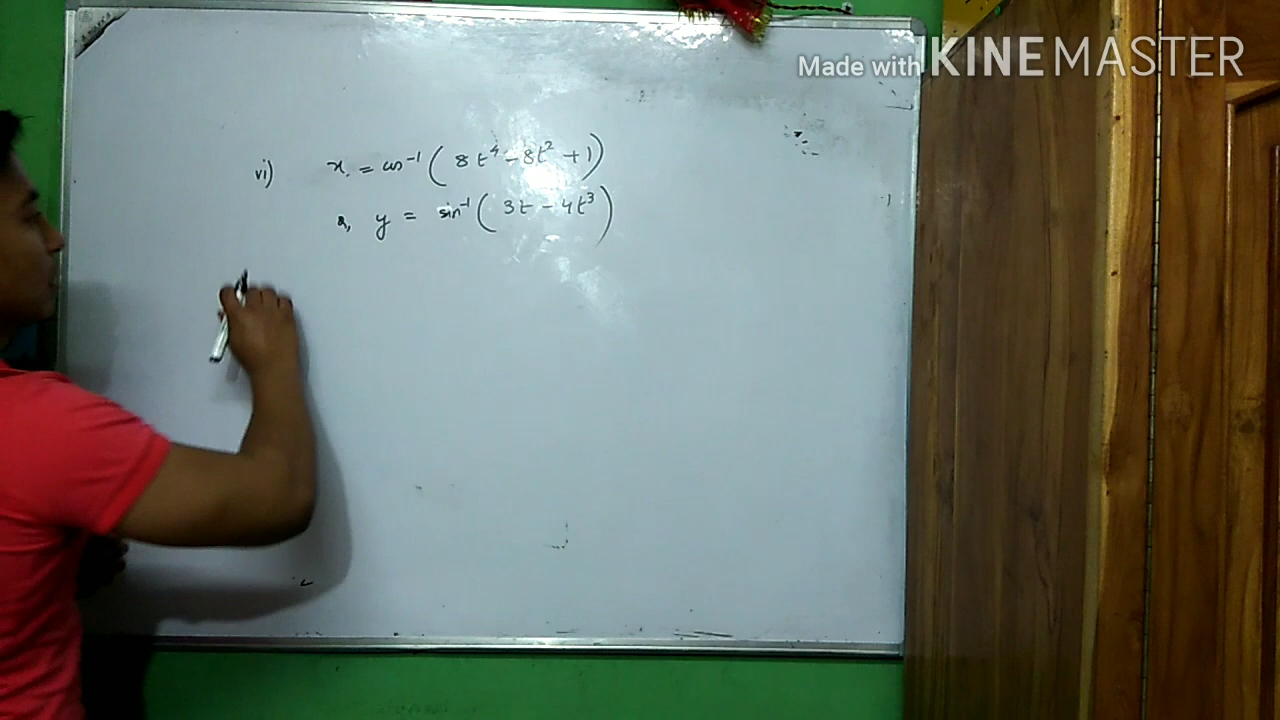 Made with KINEMASTER
vi) x = cos⁻¹ ( 8t⁴ - 8t² + 1 )
&, y = sin⁻¹ ( 3t - 4t³ )